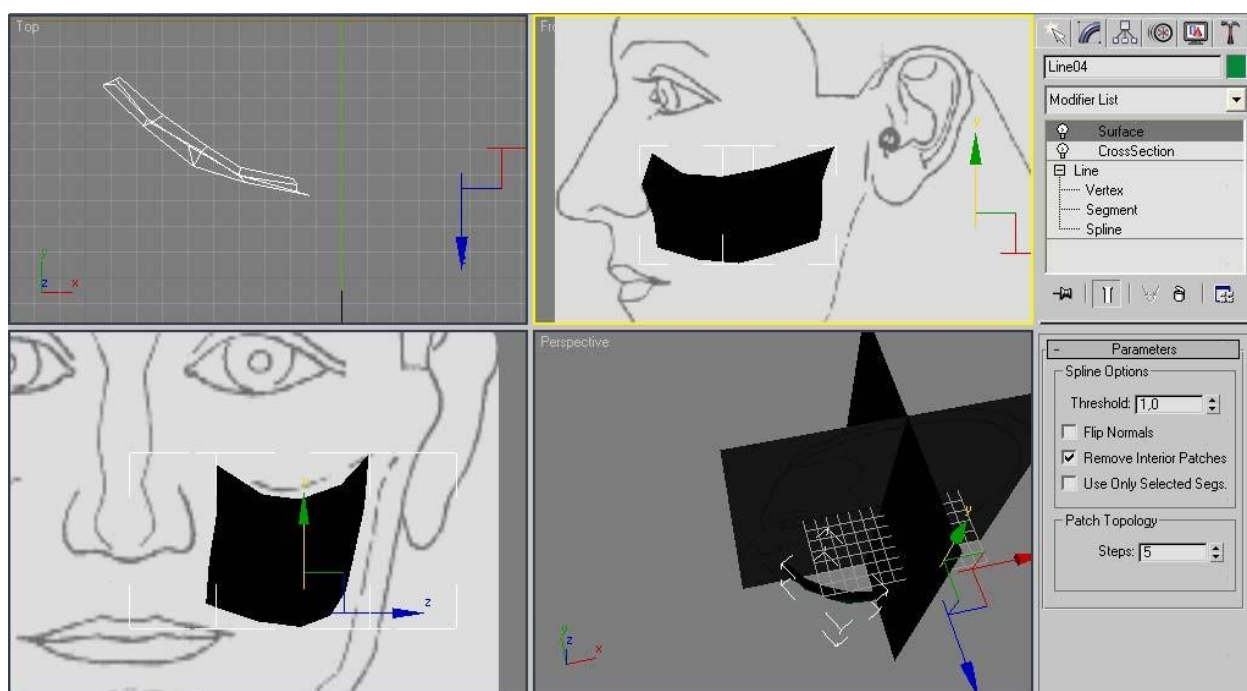 Top
Fr
Line04
Modifier List
Surface
CrossSection
Line
Vertex
Segment
Spline
y
y
z x
z
Perspective
y
y
z
x
Parameters
Spline Options
Threshold: 1,0
Flip Normals
Remove Interior Patches
Use Only Selected Segs.
Patch Topology
Steps: 5